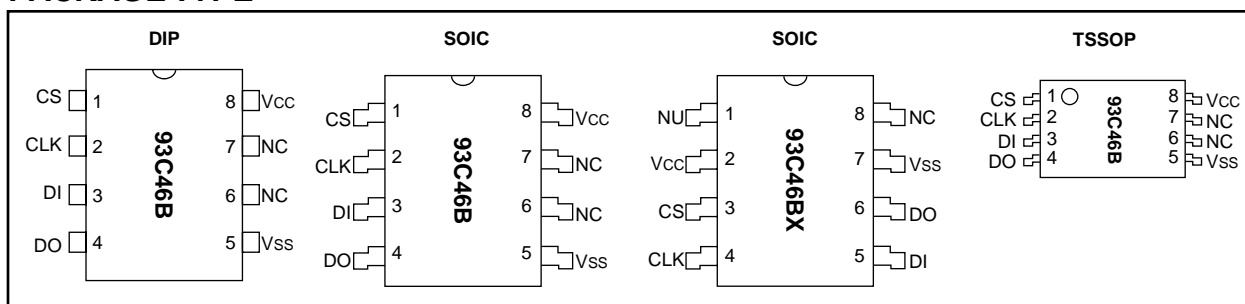 DIP
CS 1 8 VCC
CLK 2 7 NC
DI 3 6 NC
DO 4 5 VSS
93C46B
SOIC
CS 1 8 VCC
CLK 2 7 NC
DI 3 6 NC
DO 4 5 VSS
93C46B
SOIC
NU 1 8 NC
VCC 2 7 VSS
CS 3 6 DO
CLK 4 5 DI
93C46BX
TSSOP
CS 1 8 VCC
CLK 2 7 NC
DI 3 6 NC
DO 4 5 VSS
93C46B